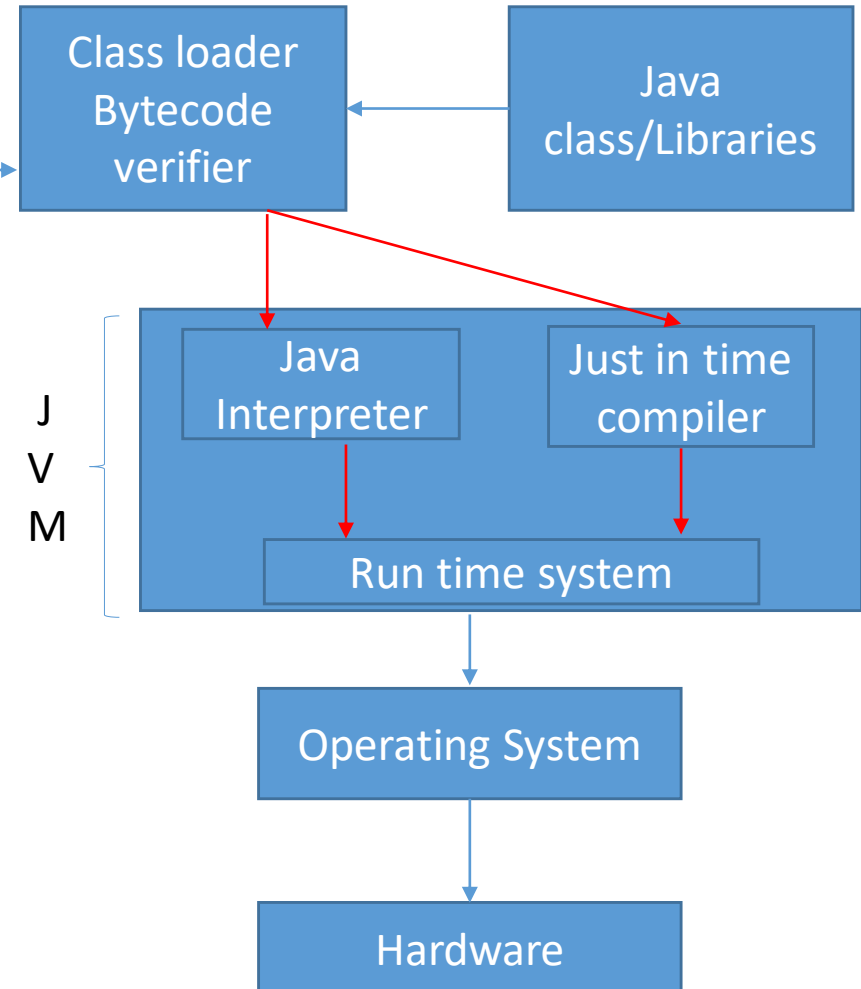 Class loader
Bytecode
verifier
Java
class/Libraries
J
V
M
Java
Interpreter
Just in time
compiler
Run time system
Operating System
Hardware